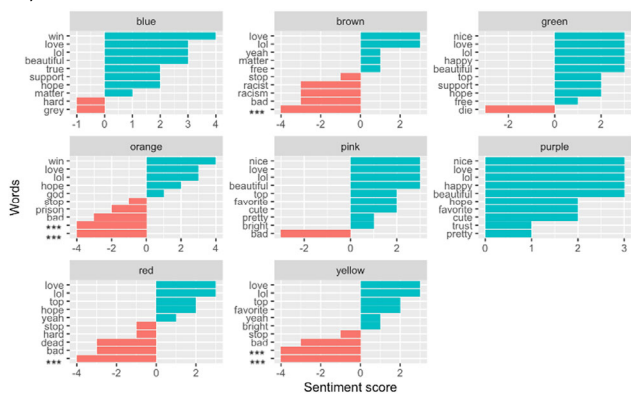 blue
win
love
lol
beautiful
true
support
hope
matter
hard
grey
-1 0 1 2 3 4
brown
love
lol
yeah
matter
free
stop
racist
racism
bad
***
-4 -2 0 2
green
nice
love
lol
happy
beautiful
top
support
hope
free
die
-2 0 2
orange
win
love
lol
hope
god
stop
prison
bad
***
***
-4 -2 0 2 4
pink
nice
love
lol
beautiful
top
favorite
cute
pretty
bright
bad
-2 0 2
purple
nice
love
lol
happy
beautiful
hope
favorite
cute
trust
pretty
0 1 2 3
red
love
lol
top
hope
yeah
stop
hard
dead
bad
***
-4 -2 0 2
yellow
love
lol
top
favorite
yeah
bright
stop
bad
***
***
-4 -2 0 2
Words
Sentiment score